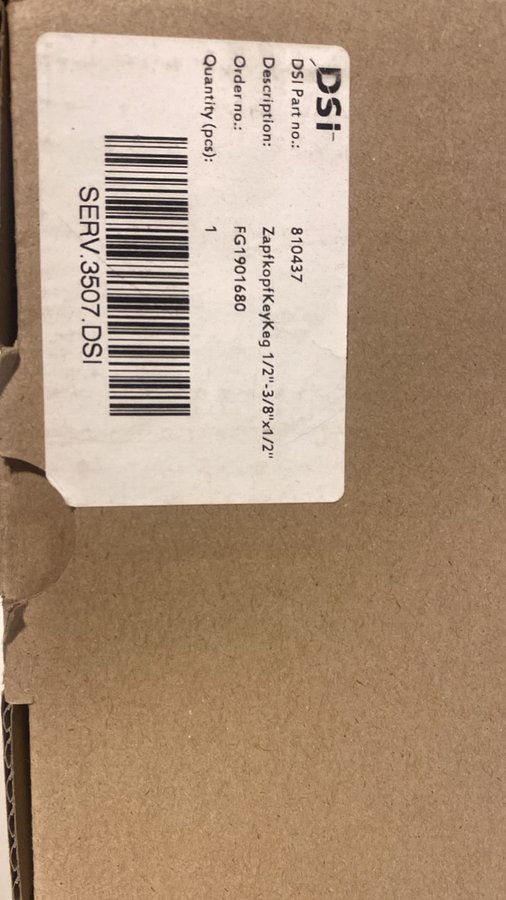 DSi
DSI Part no.: 810437
Description: ZapfkopfKeyKeg 1/2"-3/8"x1/2"
Order no.: FG1901680
Quantity (pcs): 1
SERV.3507.DSI